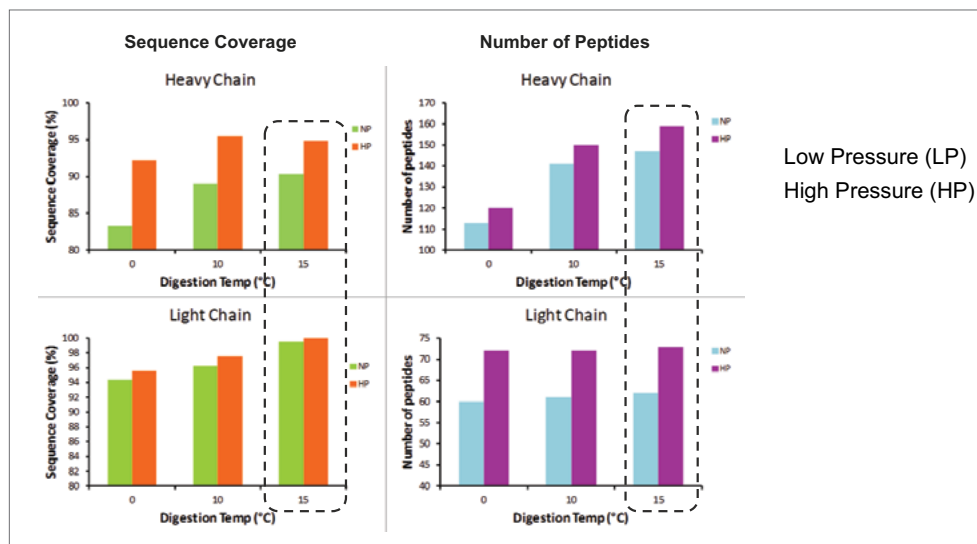 Sequence Coverage
Number of Peptides
Heavy Chain
Sequence Coverage (%)
100
95
90
85
80
0
10
15
Digestion Temp (°C)
NP
HP
Heavy Chain
Number of peptides
170
160
150
140
130
120
110
100
0
10
15
Digestion Temp (°C)
NP
HP
Low Pressure (LP)
High Pressure (HP)
Light Chain
Sequence Coverage (%)
100
98
96
94
92
90
88
86
84
82
80
0
10
15
Digestion Temp (°C)
NP
HP
Light Chain
Number of peptides
75
70
65
60
55
50
45
40
0
10
15
Digestion Temp (°C)
NP
HP